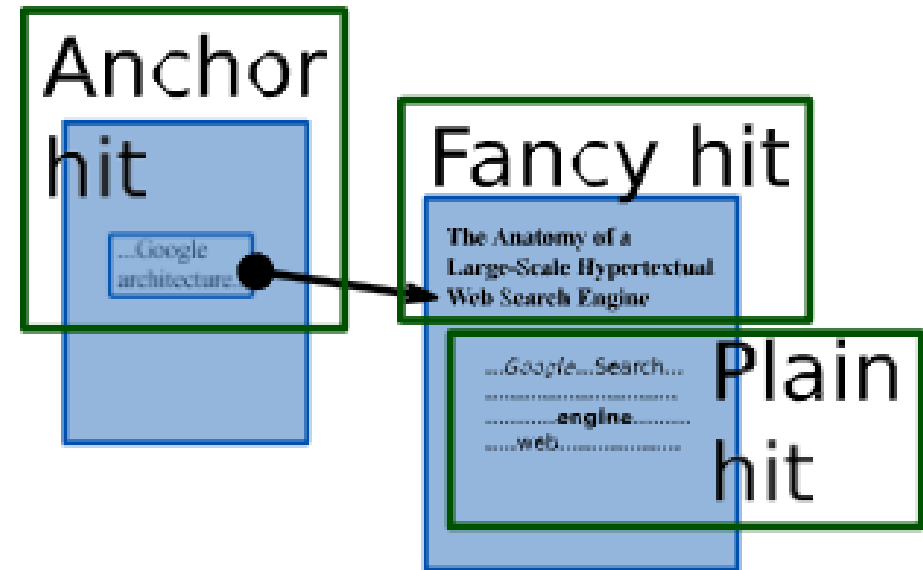 Anchor
hit
...Google
architecture...
Fancy hit
The Anatomy of a
Large-Scale Hypertextual
Web Search Engine
Plain
hit
...Google...Search...
..................................
............engine..........
.....web.....................